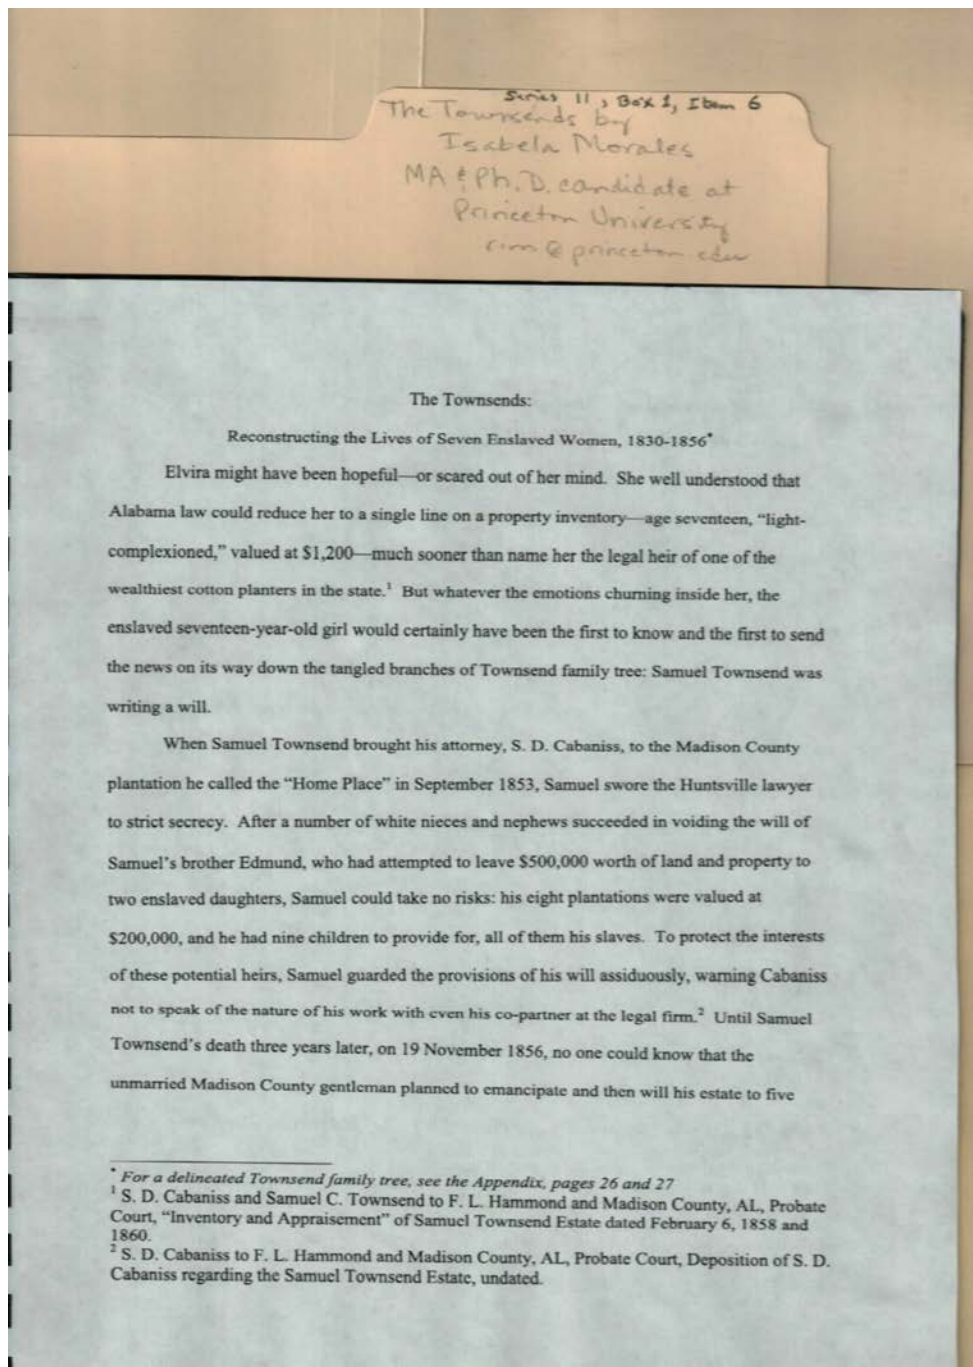 Series 11, Box 1, Item 6
The Townsends by
Isabela Morales
MA & Ph.D. candidate at
Princeton University
@ princeton edu
The Townsends:
Reconstructing the Lives of Seven Enslaved Women, 1830-1856*
Elvira might have been hopeful—or scared out of her mind. She well understood that
Alabama law could reduce her to a single line on a property inventory—age seventeen, “light-
complexioned,” valued at $1,200—much sooner than name her the legal heir of one of the
wealthiest cotton planters in the state.1 But whatever the emotions churning inside her, the
enslaved seventeen-year-old girl would certainly have been the first to know and the first to send
the news on its way down the tangled branches of Townsend family tree: Samuel Townsend was
writing a will.
When Samuel Townsend brought his attorney, S. D. Cabaniss, to the Madison County
plantation he called the “Home Place” in September 1853, Samuel swore the Huntsville lawyer
to strict secrecy. After a number of white nieces and nephews succeeded in voiding the will of
Samuel’s brother Edmund, who had attempted to leave $500,000 worth of land and property to
two enslaved daughters, Samuel could take no risks: his eight plantations were valued at
$200,000, and he had nine children to provide for, all of them his slaves. To protect the interests
of these potential heirs, Samuel guarded the provisions of his will assiduously, warning Cabaniss
not to speak of the nature of his work with even his co-partner at the legal firm.2 Until Samuel
Townsend’s death three years later, on 19 November 1856, no one could know that the
unmarried Madison County gentleman planned to emancipate and then will his estate to five
* For a delineated Townsend family tree, see the Appendix, pages 26 and 27
1 S. D. Cabaniss and Samuel C. Townsend to F. L. Hammond and Madison County, AL, Probate
Court, “Inventory and Appraisement” of Samuel Townsend Estate dated February 6, 1858 and
1860.
2 S. D. Cabaniss to F. L. Hammond and Madison County, AL, Probate Court, Deposition of S. D.
Cabaniss regarding the Samuel Townsend Estate, undated.